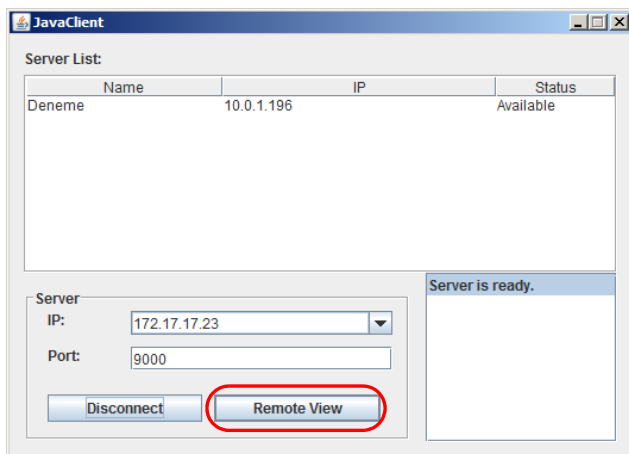 JavaClient
Server List:
Name IP Status
Deneme 10.0.1.196 Available
Server is ready.
Server
IP: 172.17.17.23
Port: 9000
Disconnect Remote View